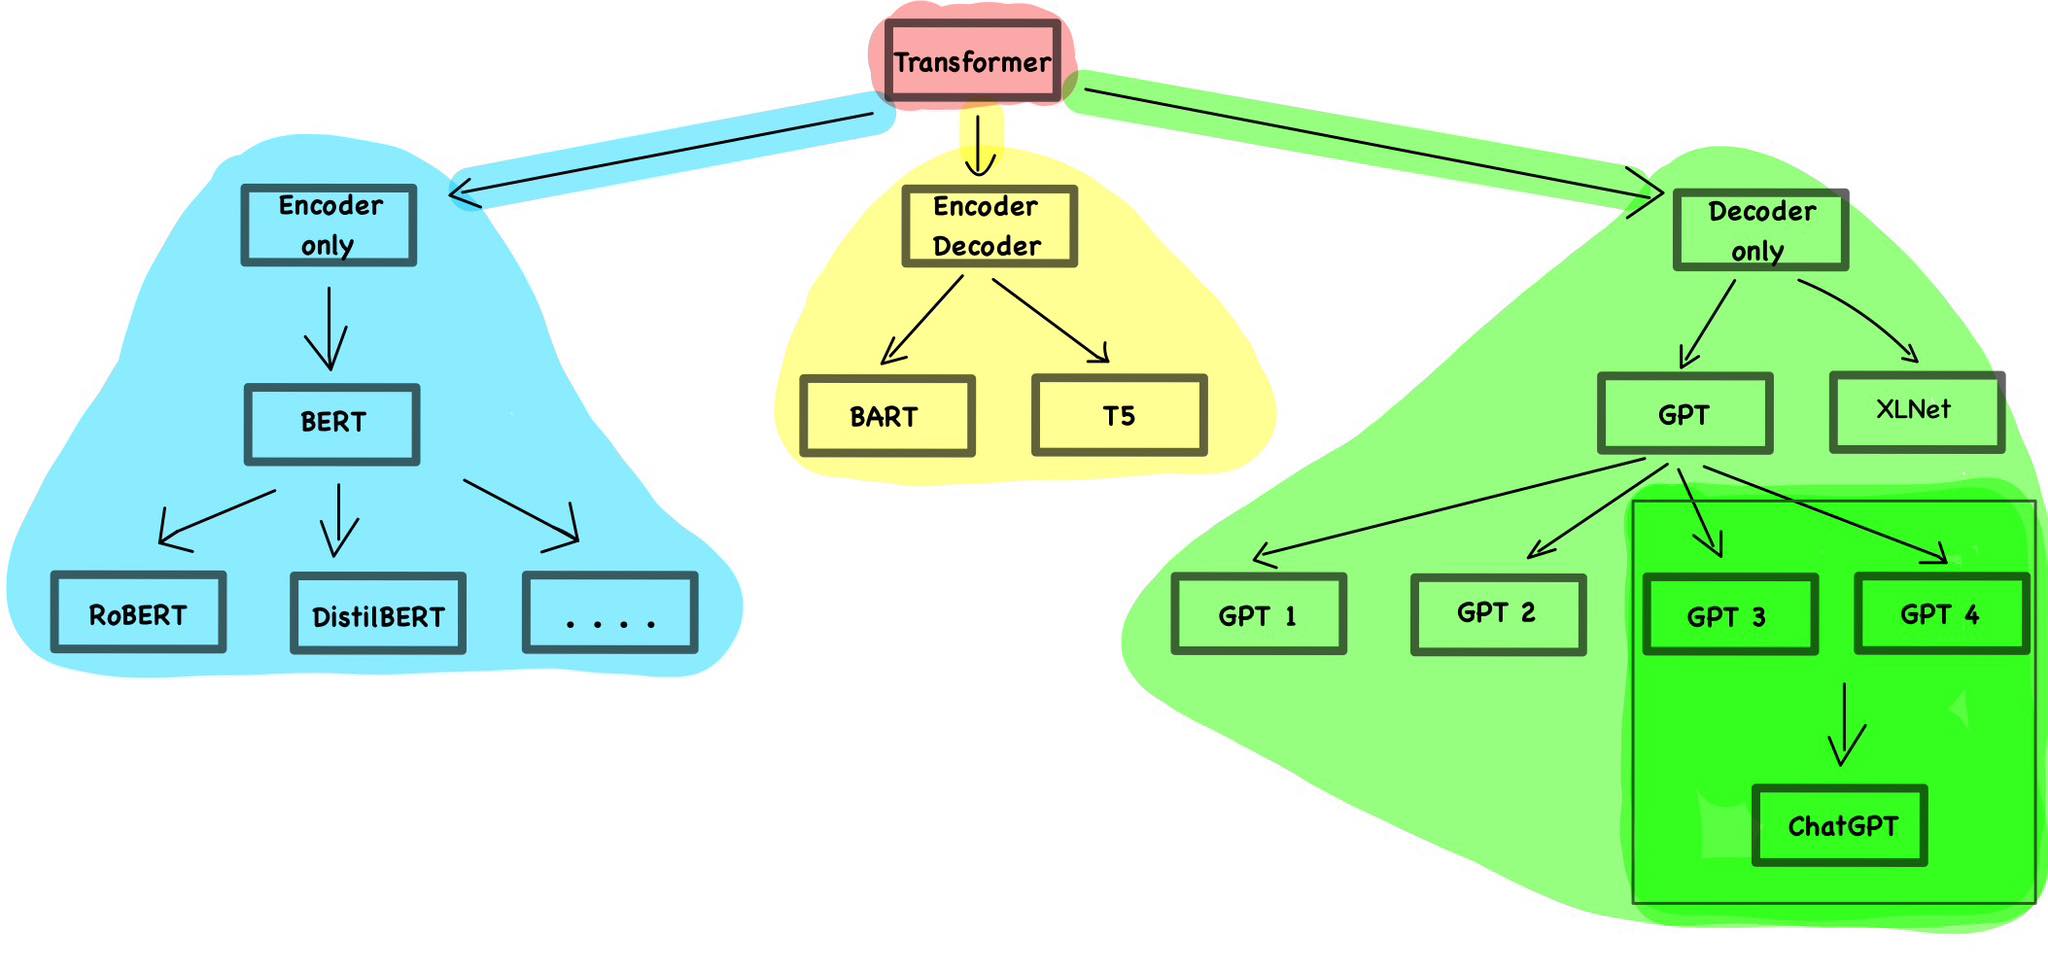 Transformer
Encoder
only
Encoder
Decoder
Decoder
only
BERT
BART
T5
GPT
XLNet
RoBERT
DistilBERT
....
GPT 1
GPT 2
GPT 3
GPT 4
ChatGPT